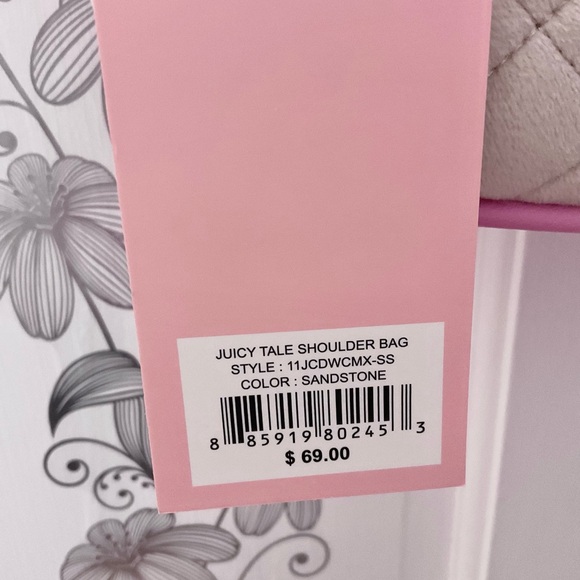 JUICY TALE SHOULDER BAG
STYLE : 11JCDWCMX-SS
COLOR : SANDSTONE
8 85919 80245 3
$ 69.00